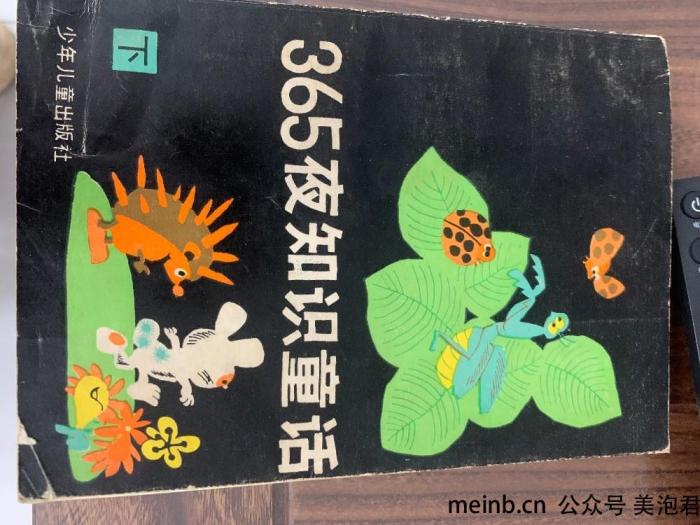 365夜知识童话
下
少年儿童出版社
meinb.cn 公众号 美泡君